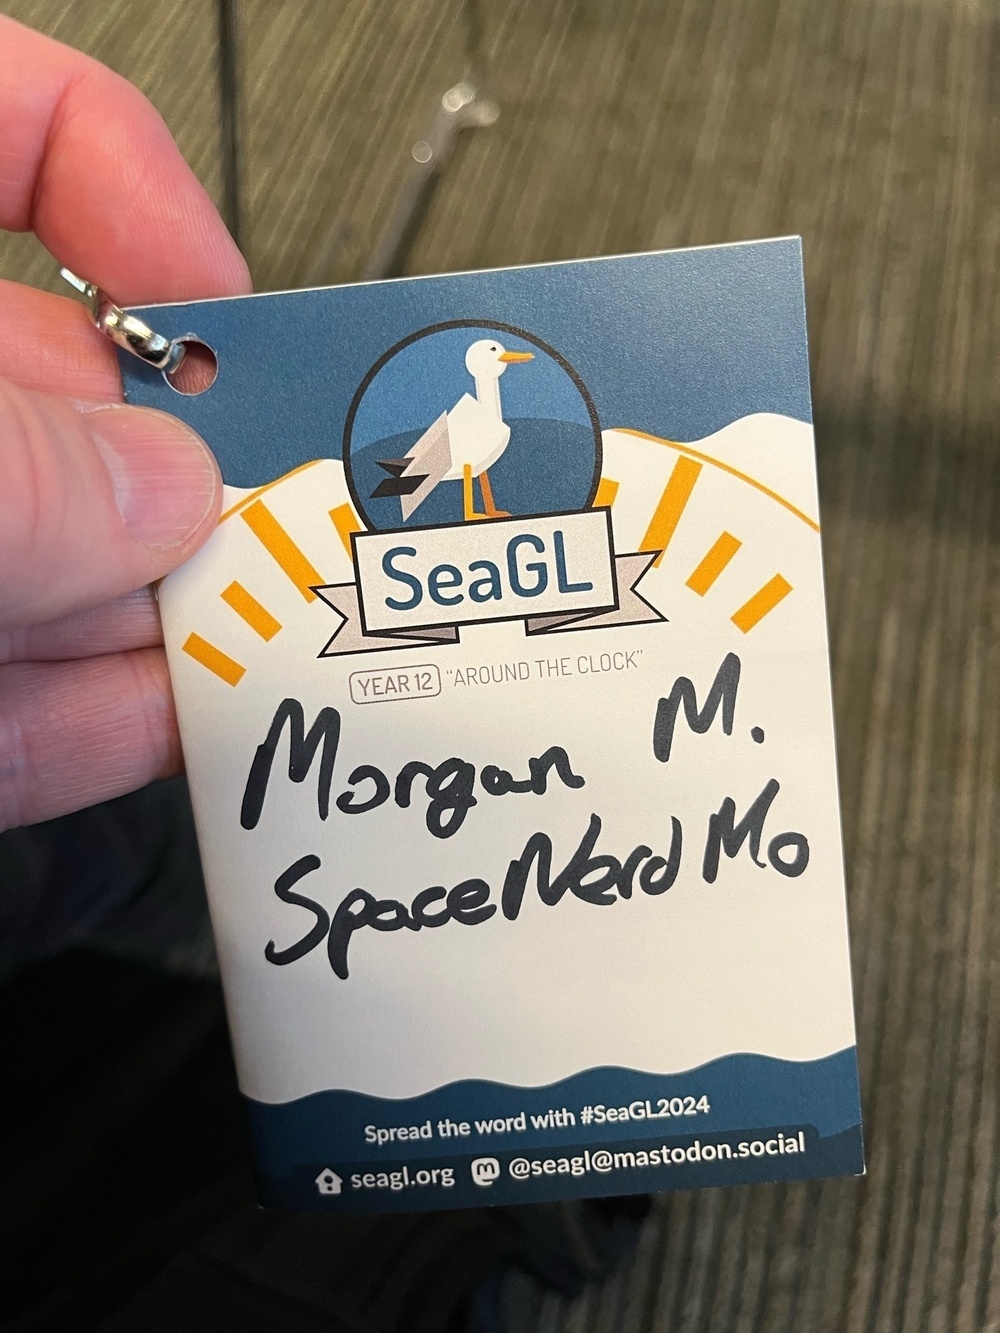 SeaGL
YEAR 12 "AROUND THE CLOCK"
Morgan M.
SpaceNerdMo
Spread the word with #SeaGL2024
seagl.org @seagl@mastodon.social